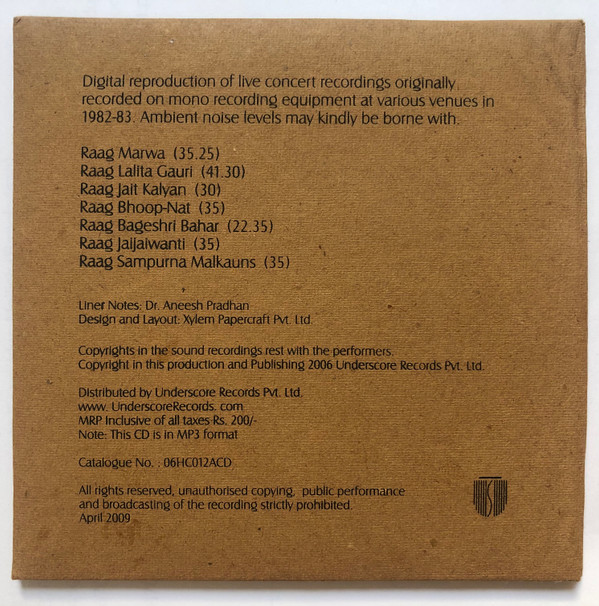 Digital reproduction of live concert recordings originally,
recorded on mono recording equipment at various venues in
1982-83. Ambient noise levels may kindly be borne with.
Raag Marwa (35.25)
Raag Lalita Gauri (41.30)
Raag Jait Kalyan (30)
Raag Bhoop-Nat (35)
Raag Bageshri Bahar (22.35)
Raag Jaijaiwanti (35)
Raag Sampurna Malkauns (35)
Liner Notes: Dr. Aneesh Pradhan
Design and Layout: Xylem Papercraft Pvt. Ltd.
Copyrights in the sound recordings rest with the performers.
Copyright in this production and Publishing 2006 Underscore Records Pvt. Ltd.
Distributed by Underscore Records Pvt. Ltd.
www. UnderscoreRecords. com
MRP Inclusive of all taxes Rs. 200/-
Note: This CD is in MP3 format
Catalogue No. : 06HC012ACD
All rights reserved, unauthorised copying, public performance
and broadcasting of the recording strictly prohibited.
April 2009